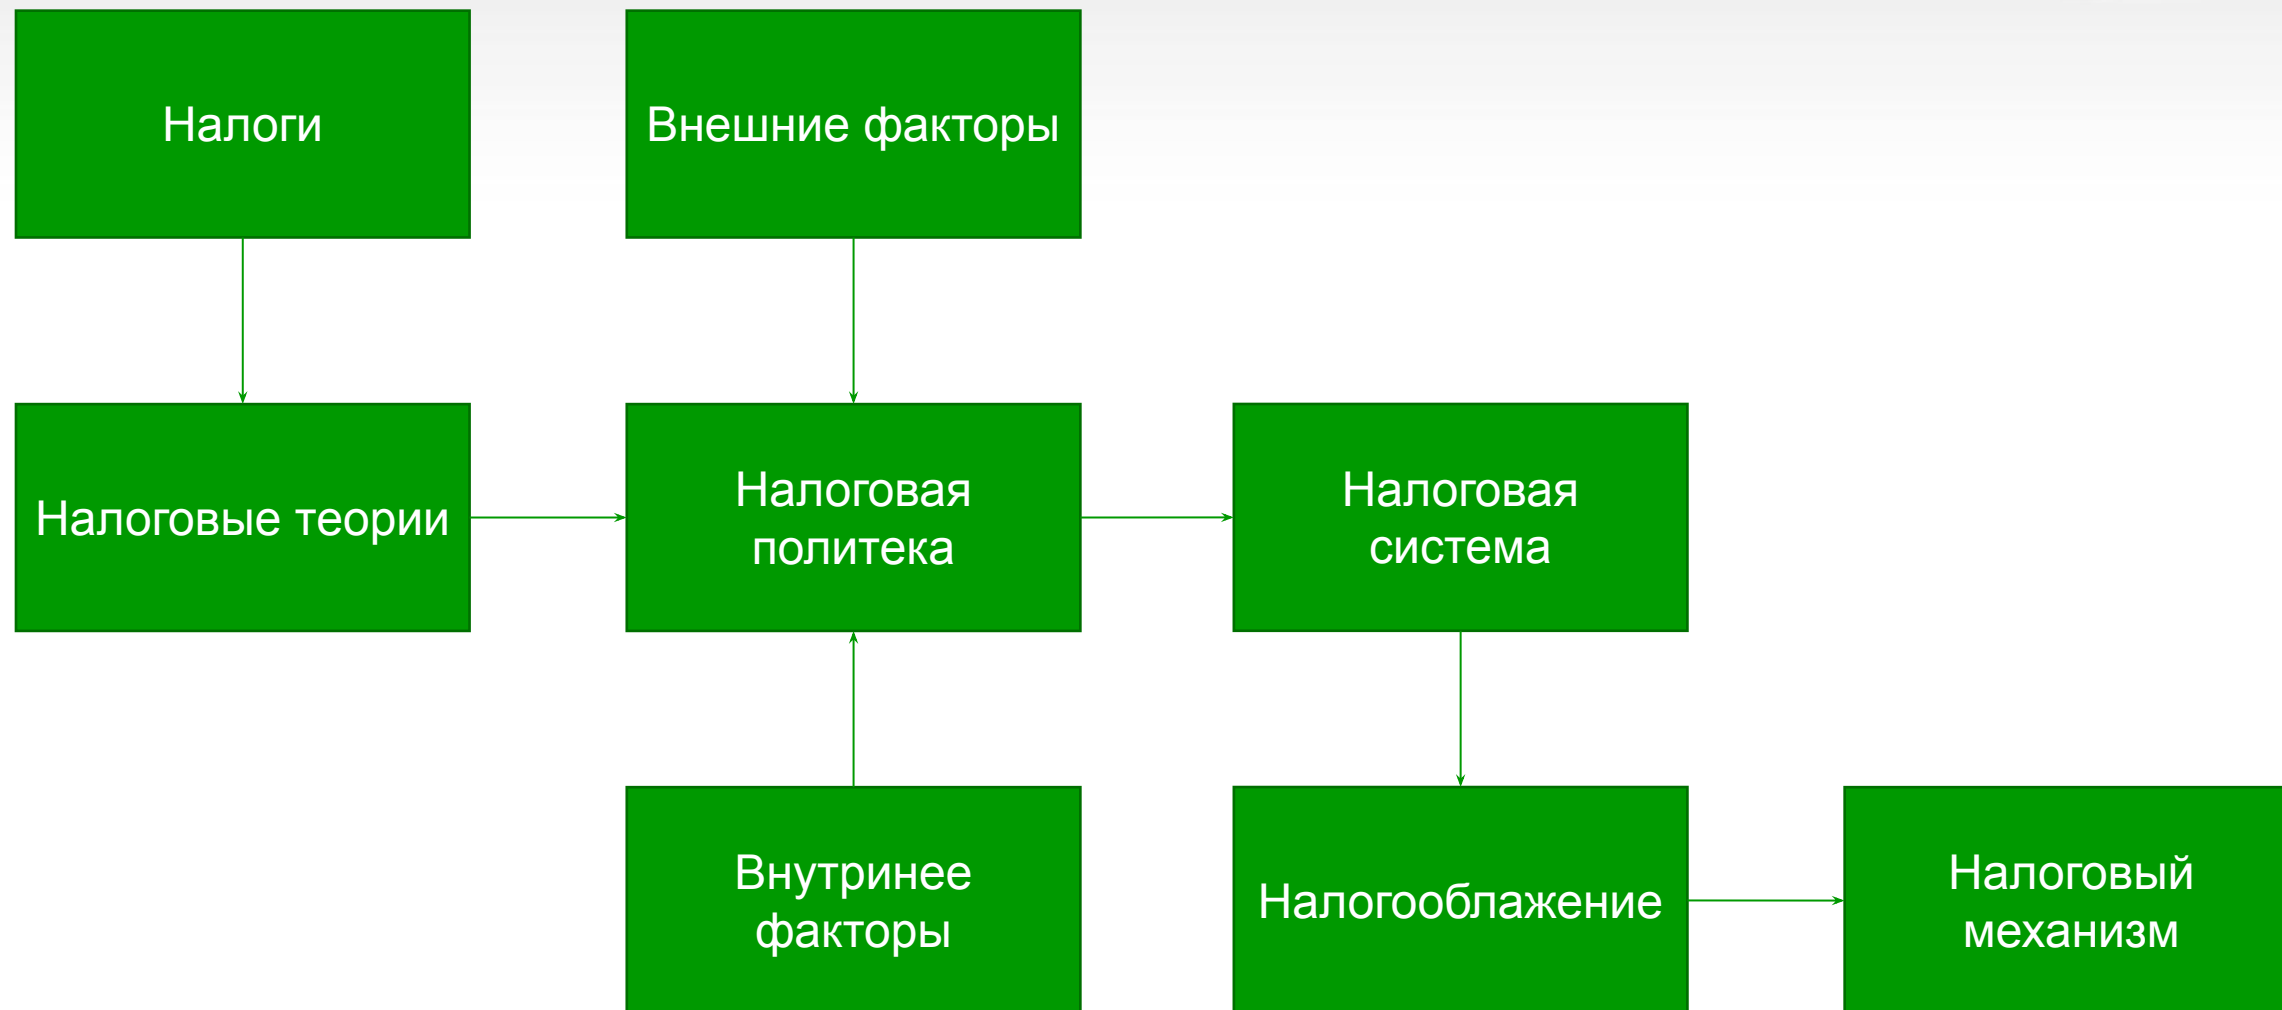 Налоги
Внешние факторы
Налоговые теории
Налоговая
политека
Налоговая
система
Внутринее
факторы
Налогооблажение
Налоговый
механизм